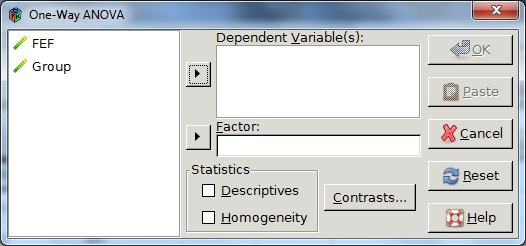 One-Way ANOVA
FEF
Group
Dependent Variable(s):
Factor:
Statistics
Descriptives
Homogeneity
Contrasts...
OK
Paste
Cancel
Reset
Help